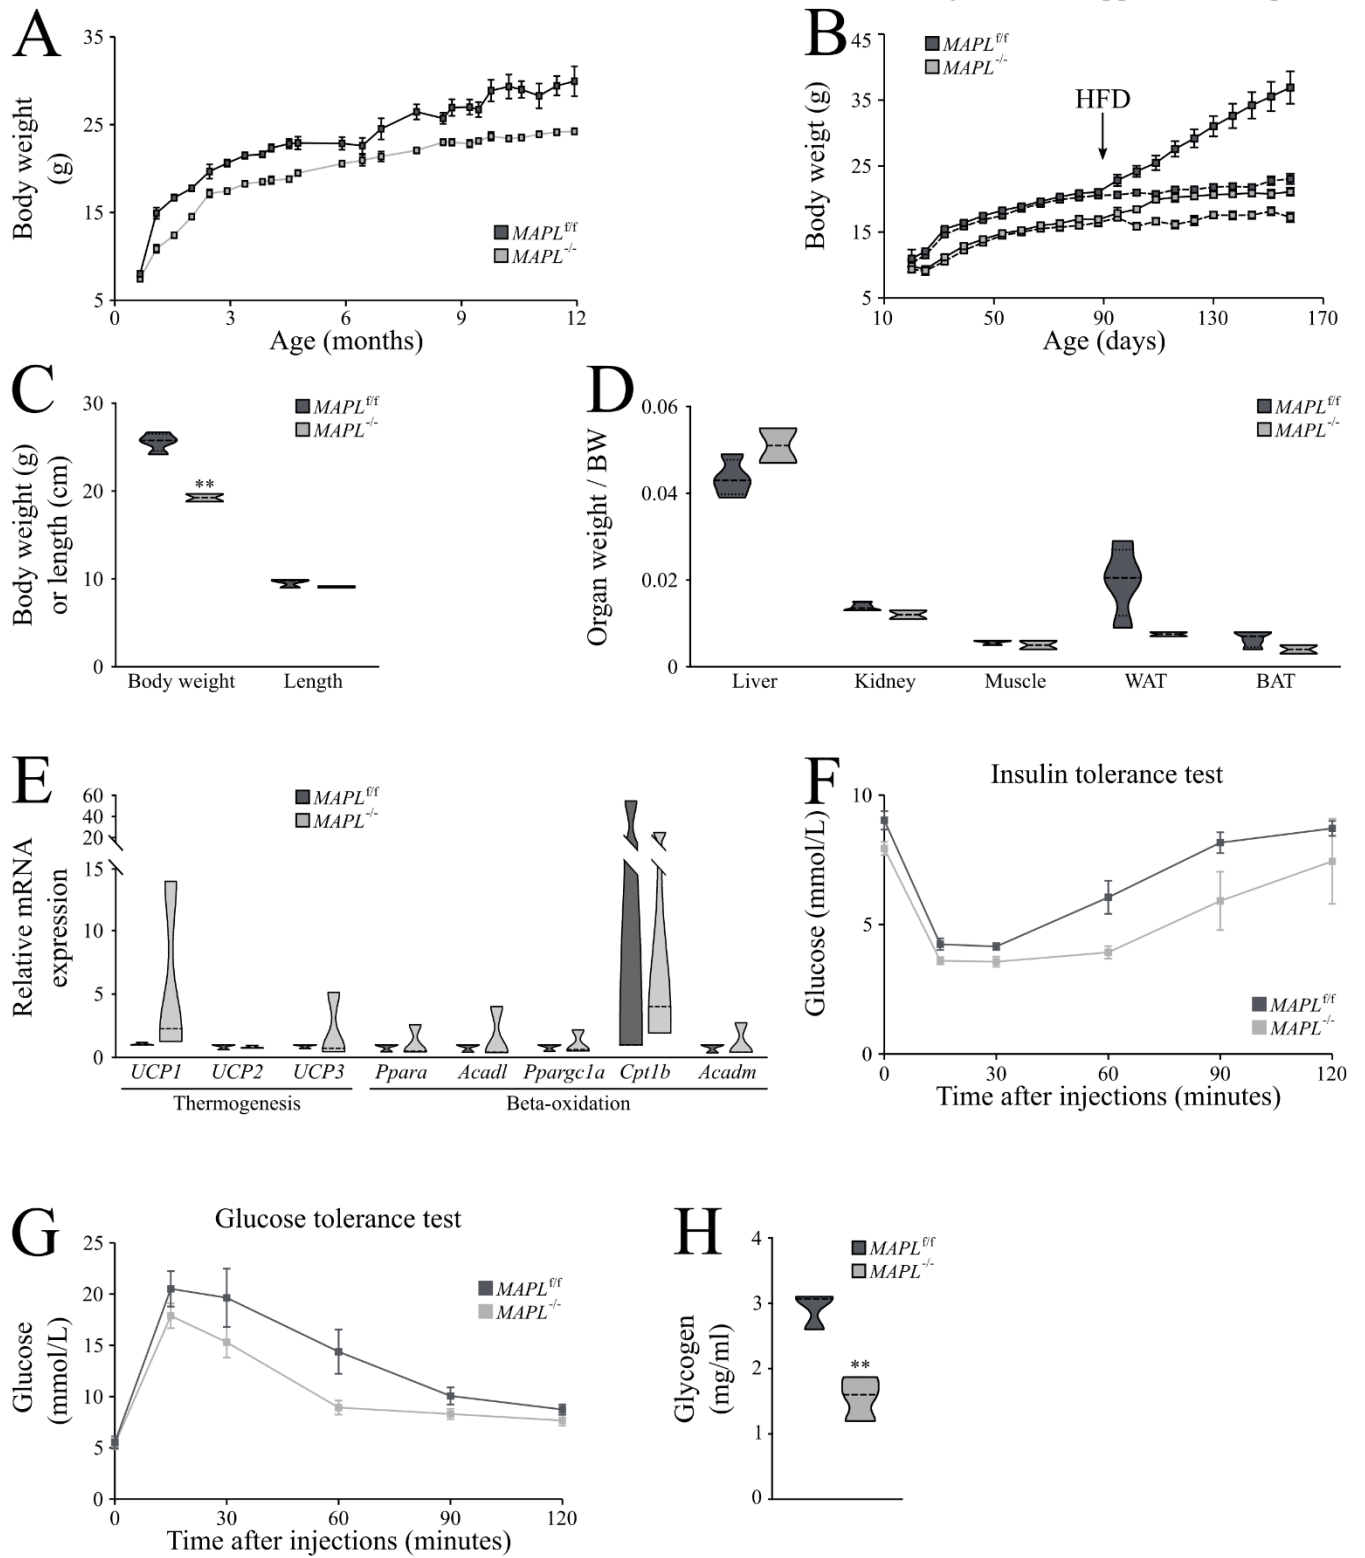 A
35
25
15
5
Body weight
(g)
MAPL f/f
MAPL -/-
0 3 6 9 12
Age (months)
B
45
35
25
15
5
Body weigt (g)
MAPL f/f
MAPL -/-
HFD
10 50 90 130 170
Age (days)
C
30
20
10
0
Body weight (g)
or length (cm)
MAPL f/f
MAPL -/-
**
Body weight Length
D
0.06
0.04
0.02
0
Organ weight / BW
MAPL f/f
MAPL -/-
Liver Kidney Muscle WAT BAT
E
60
40
20
15
10
5
0
Relative mRNA
expression
MAPL f/f
MAPL -/-
UCP1 UCP2 UCP3 Ppara Acadl Ppargc1a Cpt1b Acadm
Thermogenesis Beta-oxidation
F
Insulin tolerance test
10
5
0
Glucose (mmol/L)
MAPL f/f
MAPL -/-
0 30 60 90 120
Time after injections (minutes)
G
Glucose tolerance test
25
20
15
10
5
0
Glucose
(mmol/L)
MAPL f/f
MAPL -/-
0 30 60 90 120
Time after injections (minutes)
H
4
3
2
1
0
Glycogen
(mg/ml)
MAPL f/f
MAPL -/-
**